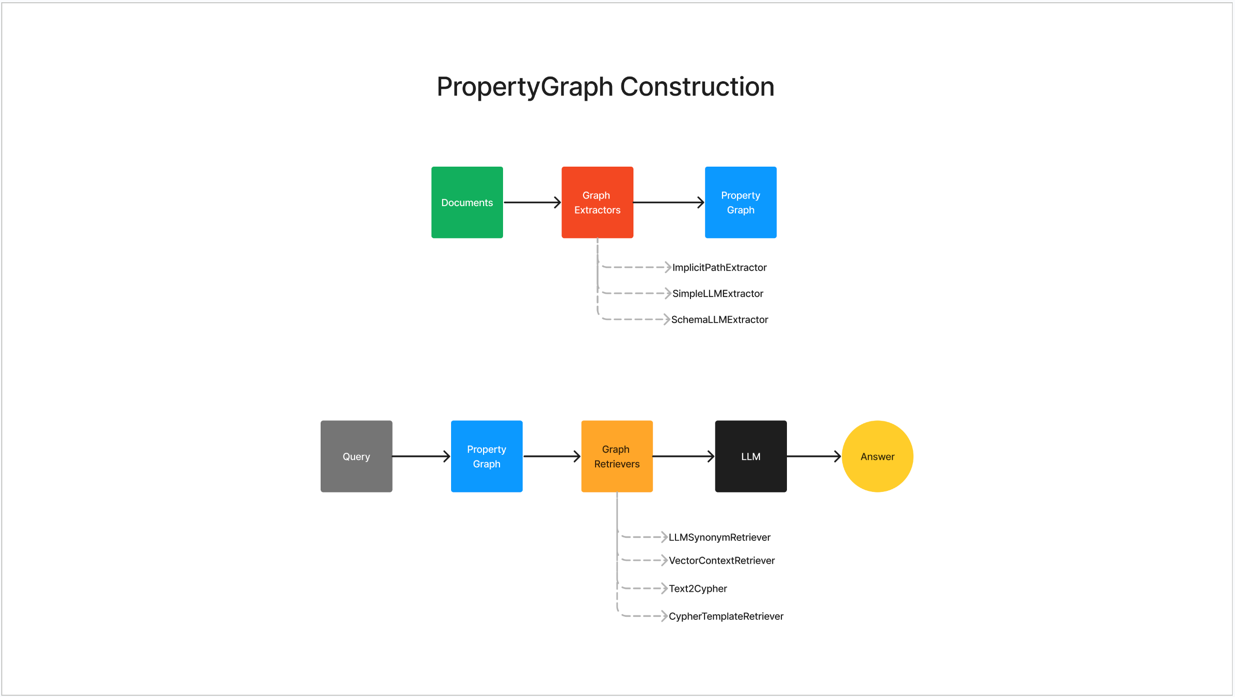 PropertyGraph Construction
Documents
Graph
Extractors
Property
Graph
ImplicitPathExtractor
SimpleLLMExtractor
SchemaLLMExtractor
Query
Property
Graph
Graph
Retrievers
LLM
Answer
LLMSynonymRetriever
VectorContextRetriever
Text2Cypher
CypherTemplateRetriever